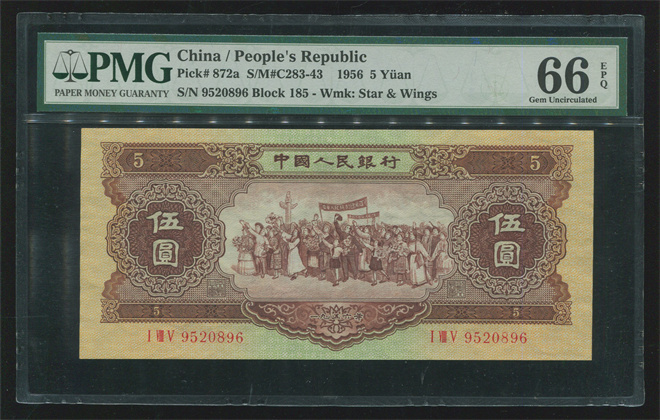 PMG
PAPER MONEY GUARANTY
China / People's Republic
Pick# 872a S/M#C283-43 1956 5 Yüan
S/N 9520896 Block 185 - Wmk: Star & Wings
66 EPQ
Gem Uncirculated
5 中國人民銀行 5
伍圓 伍圓
5 5
I VIII V 9520896 I VIII V 9520896